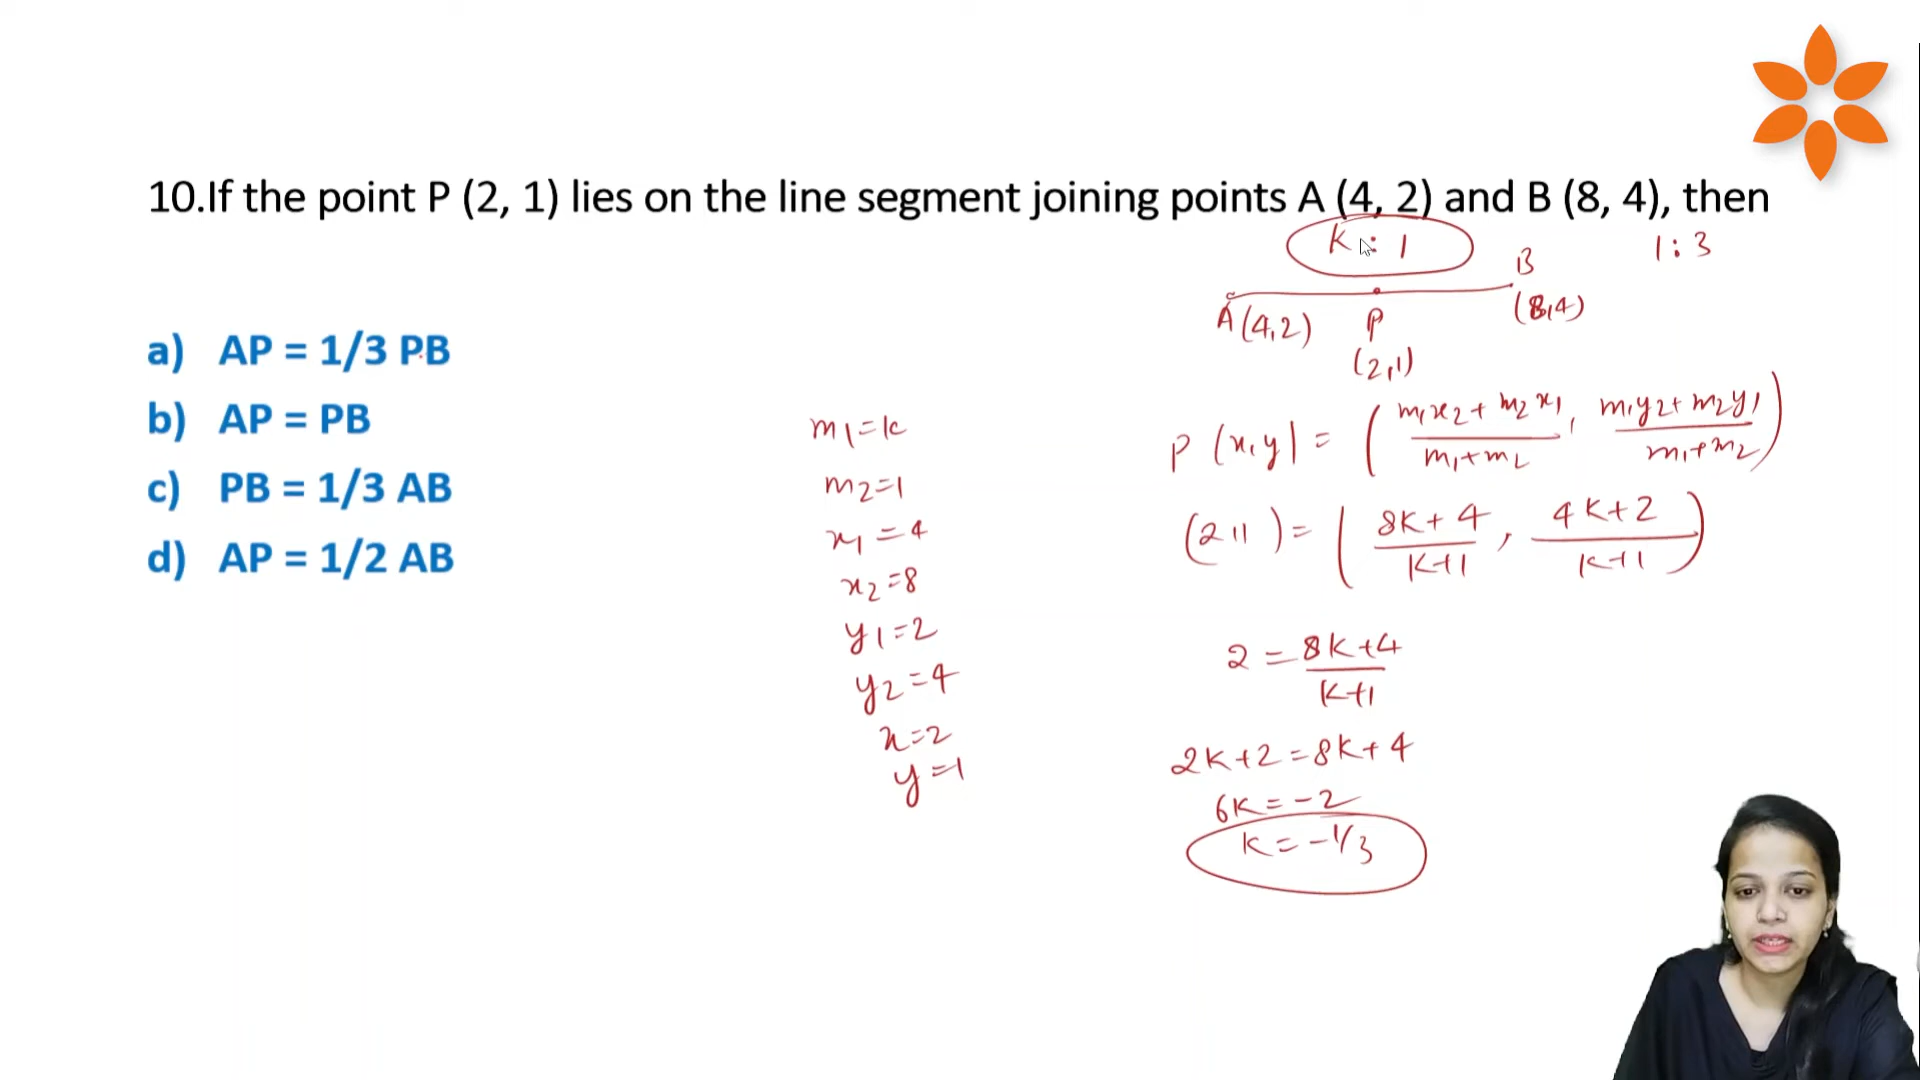 10.If the point P (2, 1) lies on the line segment joining points A (4, 2) and B (8, 4), then
K : 1
1 : 3
B
A (4,2)
P
(8,4)
(2,1)
a) AP = 1/3 PB
b) AP = PB
c) PB = 1/3 AB
d) AP = 1/2 AB
m1=k
m2=1
x1=4
x2=8
y1=2
y2=4
x=2
y=1
P (x,y) = ( m1x2+m2x1 / m1+m2 , m1y2+m2y1 / m1+m2 )
(2,1) = ( 8K+4 / K+1 , 4K+2 / K+1 )
2 = 8K+4 / K+1
2K+2=8K+4
6K=-2
K=-1/3